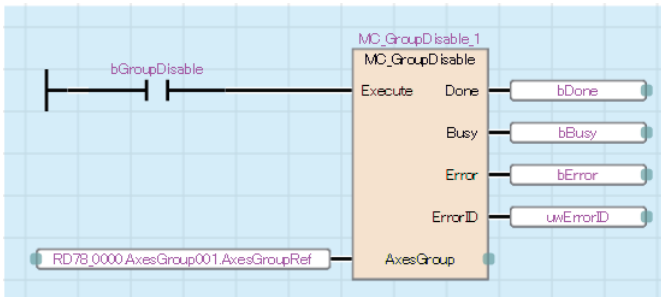 MC_GroupDisable_1
bGroupDisable
MC_GroupDisable
Execute Done bDone
Busy bBusy
Error bError
ErrorID uwErrorID
RD78_0000.AxesGroup001.AxesGroupRef AxesGroup